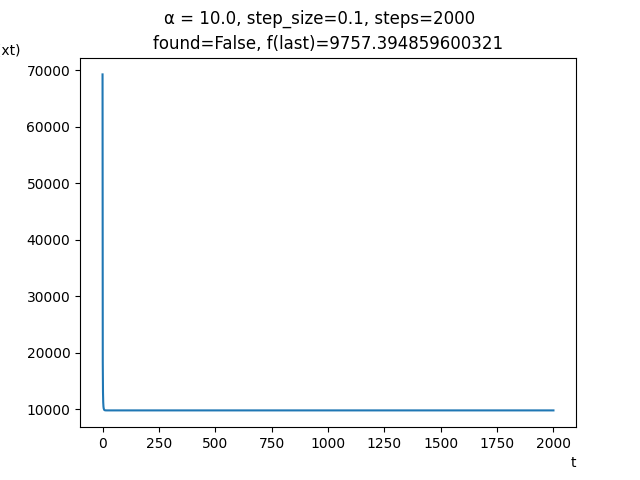 α = 10.0, step_size=0.1, steps=2000
found=False, f(last)=9757.394859600321
xt)
70000
60000
50000
40000
30000
20000
10000
0 250 500 750 1000 1250 1500 1750 2000
t